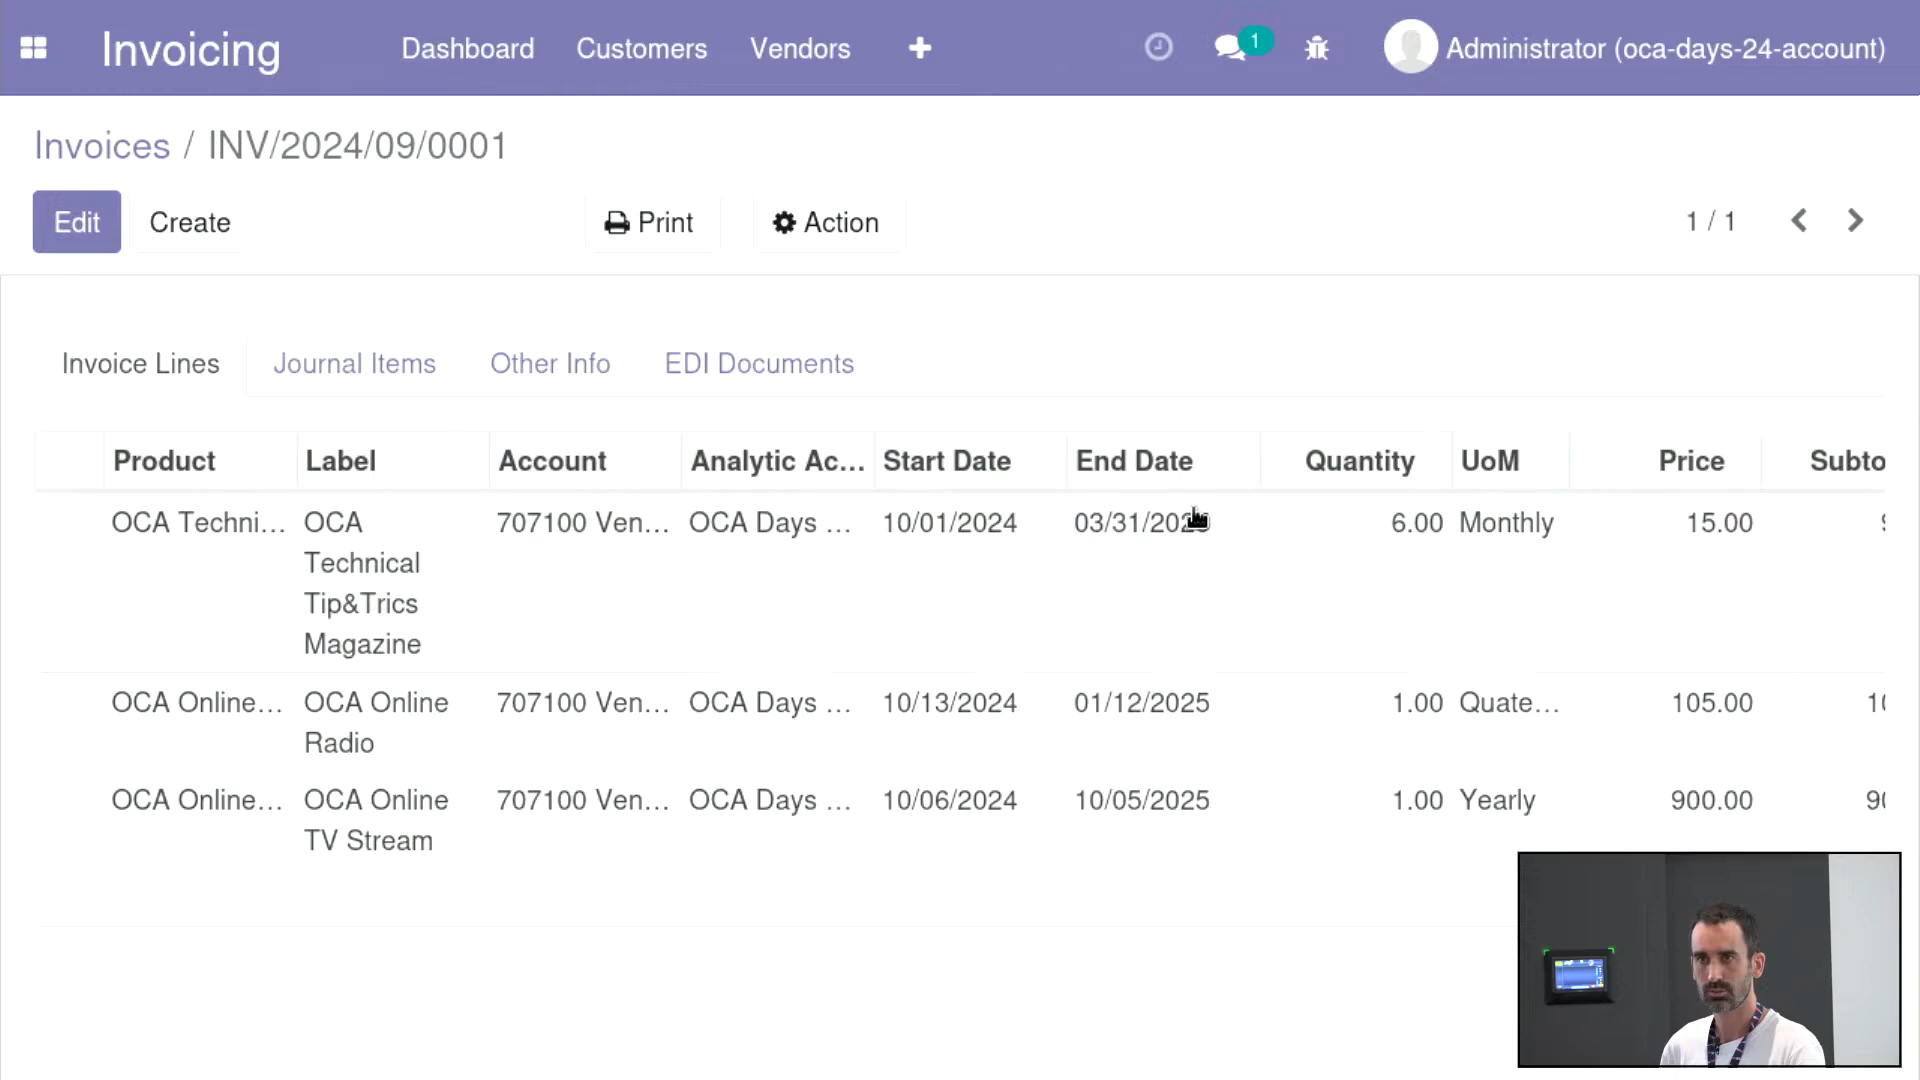 Invoicing Dashboard Customers Vendors 1 Administrator (oca-days-24-account)
Invoices / INV/2024/09/0001
Edit Create Print Action 1 / 1
Invoice Lines Journal Items Other Info EDI Documents
Product Label Account Analytic Ac... Start Date End Date Quantity UoM Price Subto
OCA Techni... OCA 707100 Ven... OCA Days ... 10/01/2024 6.00 Monthly 15.00
Technical
Tip&Trics
Magazine
OCA Online... OCA Online 707100 Ven... OCA Days ... 10/13/2024 01/12/2025 1.00 Quate... 105.00
Radio
OCA Online... OCA Online 707100 Ven... OCA Days ... 10/06/2024 10/05/2025 1.00 Yearly 900.00
TV Stream